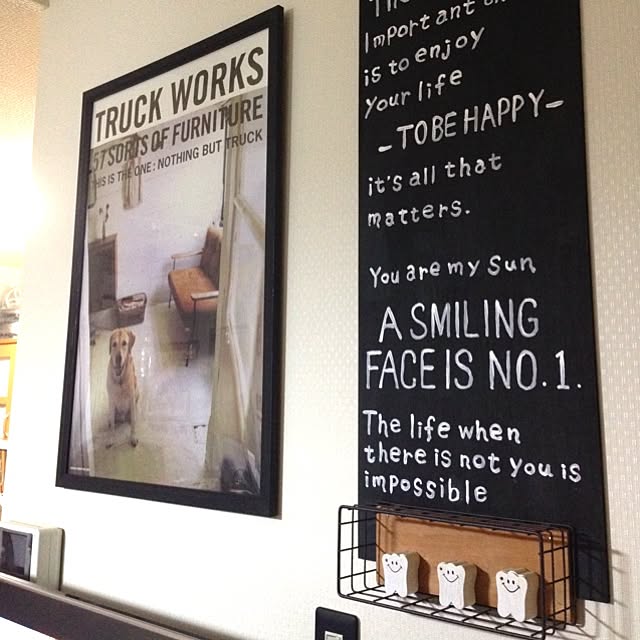 TRUCK WORKS
57 SORTS OF FURNITURE
THIS IS THE ONE: NOTHING BUT TRUCK
Important
is to enjoy
your life
-TO BE HAPPY-
it's all that
matters.
You are my Sun
A SMILING
FACE IS NO.1.
The life when
there is not you is
impossible